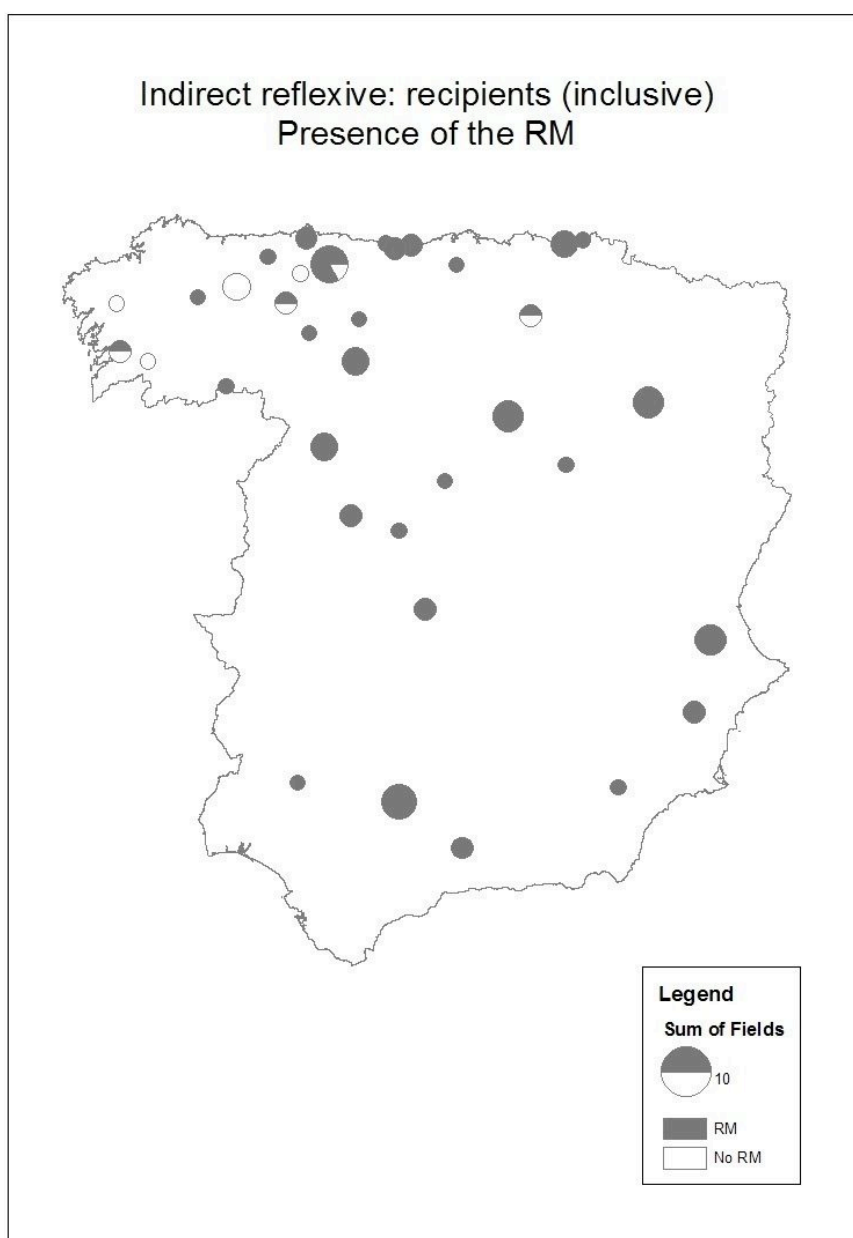 Indirect reflexive: recipients (inclusive)
Presence of the RM
Legend
Sum of Fields
10
RM
No RM